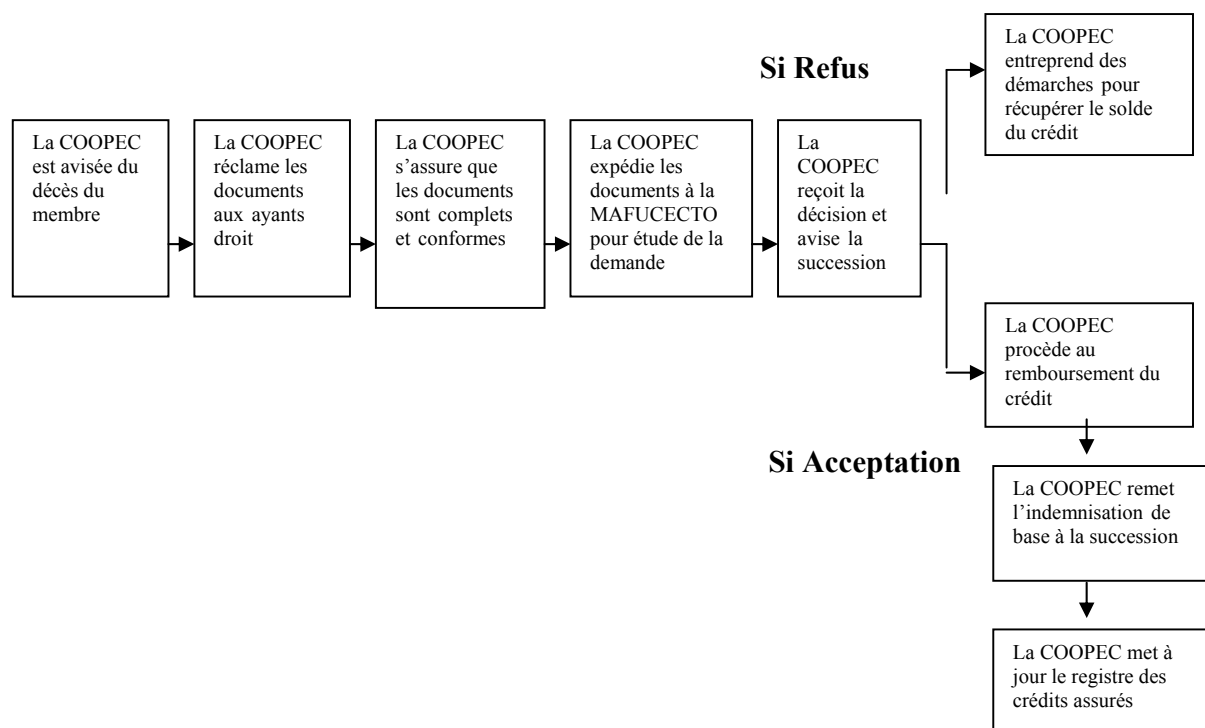 La COOPEC
est avisée du
décès du
membre
La COOPEC
réclame les
documents
aux ayants
droit
La COOPEC
s’assure que
les documents
sont complets
et conformes
La COOPEC
expédie les
documents à la
MAFUCECTO
pour étude de la
demande
La
COOPEC
reçoit la
décision et
avise la
succession
Si Refus
La COOPEC
entreprend des
démarches pour
récupérer le solde
du crédit
Si Acceptation
La COOPEC
procède au
remboursement du
crédit
La COOPEC remet
l’indemnisation de
base à la succession
La COOPEC met à
jour le registre des
crédits assurés